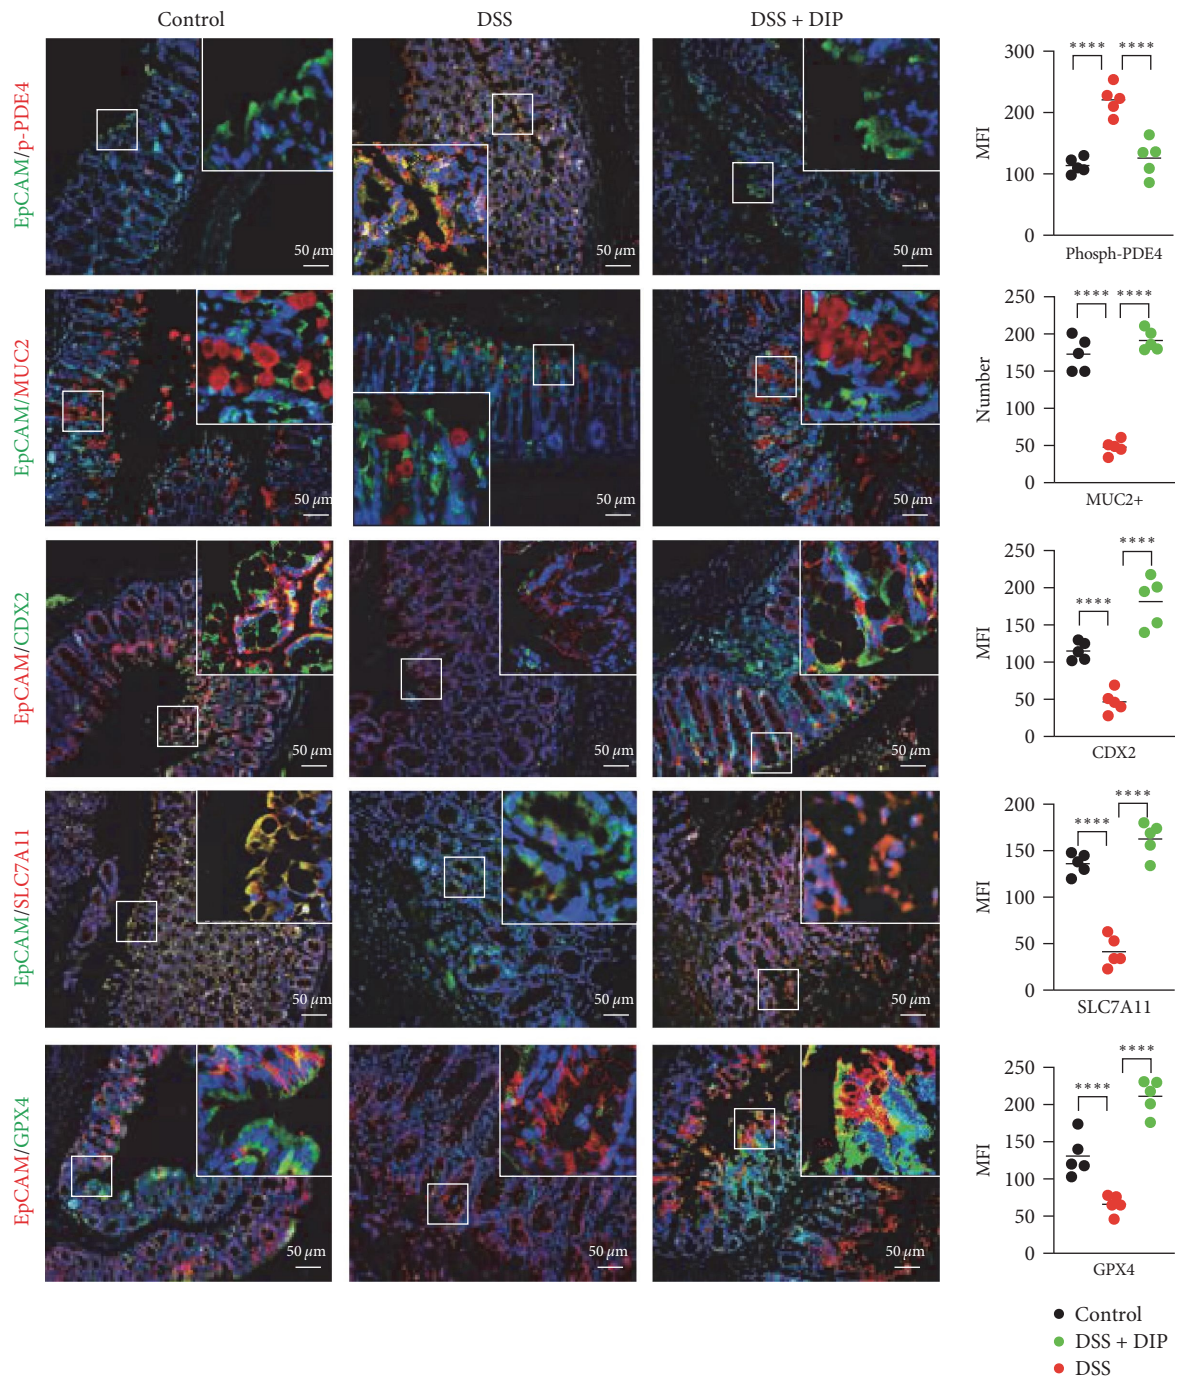 Control
DSS
DSS + DIP
EpCAM/p-PDE4
50 µm
50 µm
50 µm
MFI
300
200
100
0
**** ****
Phosph-PDE4
EpCAM/MUC2
50 µm
50 µm
50 µm
Number
250
200
150
100
50
0
**** ****
MUC2+
EpCAM/CDX2
50 µm
50 µm
50 µm
MFI
250
200
150
100
50
0
****
****
CDX2
EpCAM/SLC7A11
50 µm
50 µm
50 µm
MFI
200
150
100
50
0
****
****
SLC7A11
EpCAM/GPX4
50 µm
50 µm
50 µm
MFI
250
200
150
100
50
0
****
****
GPX4
Control
DSS + DIP
DSS